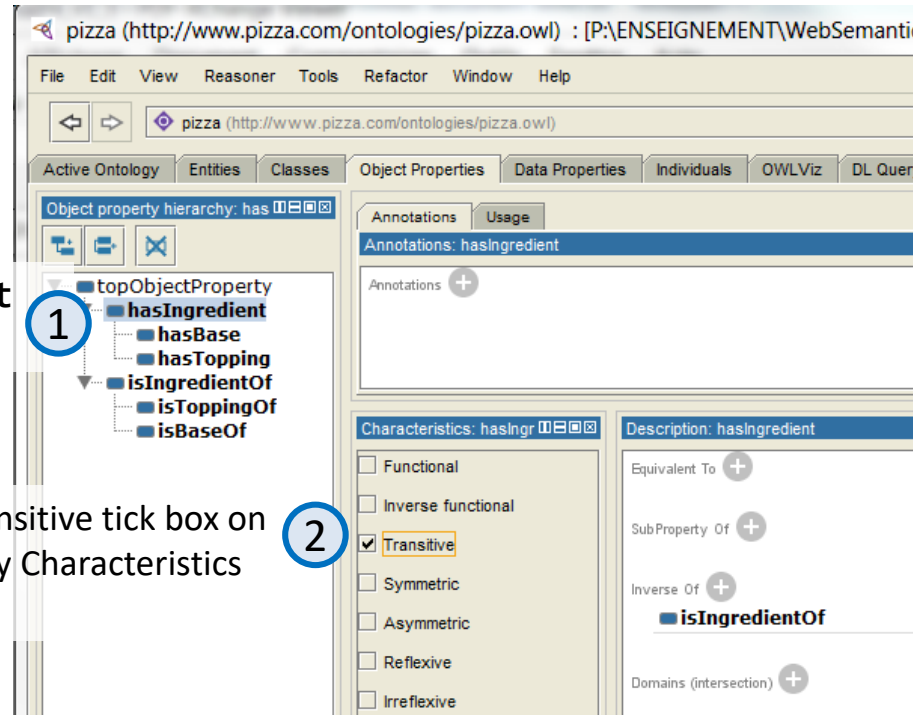 pizza (http://www.pizza.com/ontologies/pizza.owl) : [P:\ENSEIGNEMENT\WebSemanti
File Edit View Reasoner Tools Refactor Window Help
pizza (http://www.pizza.com/ontologies/pizza.owl)
Active Ontology Entities Classes Object Properties Data Properties Individuals OWLViz DL Quer
Object property hierarchy: has
Annotations Usage
Annotations: hasIngredient
Annotations
t
1
topObjectProperty
hasIngredient
hasBase
hasTopping
isIngredientOf
isToppingOf
isBaseOf
nsitive tick box on
y Characteristics
2
Characteristics: hasIngr
Functional
Inverse functional
Transitive
Symmetric
Asymmetric
Reflexive
Irreflexive
Description: hasIngredient
Equivalent To
SubProperty Of
Inverse Of
isIngredientOf
Domains (intersection)